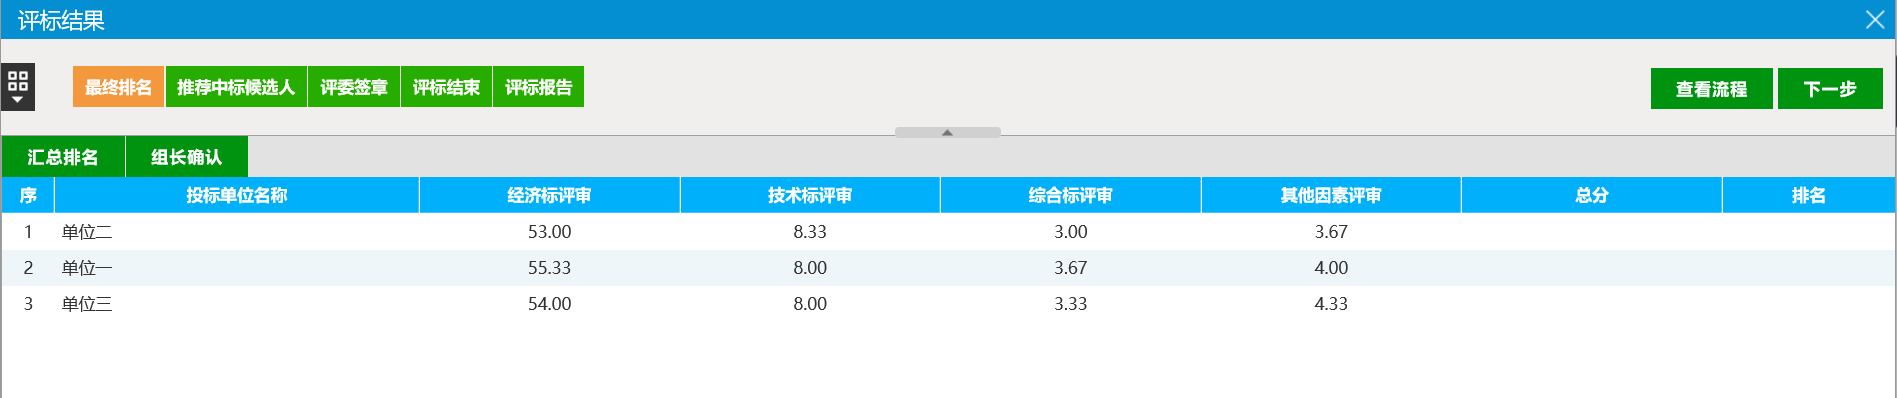 评标结果
最终排名 推荐中标候选人 评委签章 评标结束 评标报告 查看流程 下一步
汇总排名 组长确认
序 投标单位名称 经济标评审 技术标评审 综合标评审 其他因素评审 总分 排名
1 单位二 53.00 8.33 3.00 3.67
2 单位一 55.33 8.00 3.67 4.00
3 单位三 54.00 8.00 3.33 4.33